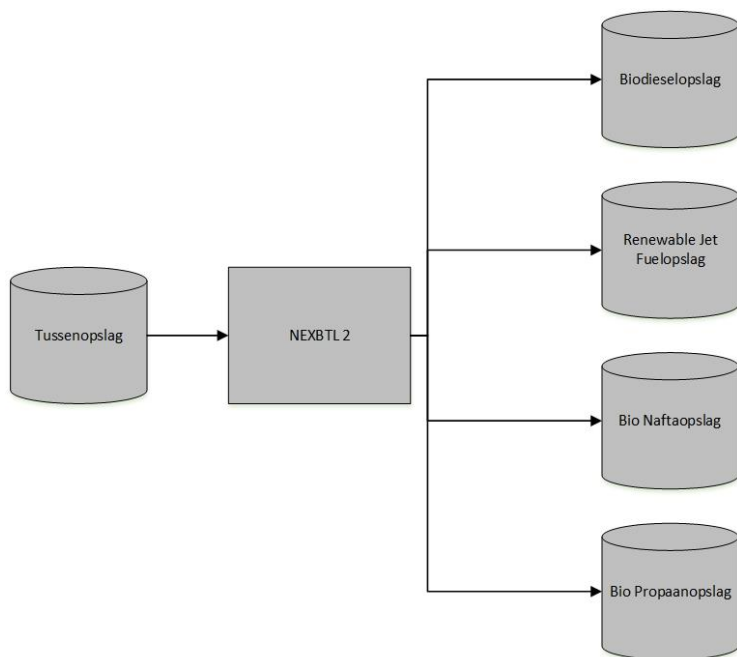 Biodieselopslag
Renewable Jet
Fuelopslag
Tussenopslag
NEXBTL 2
Bio Naftaopslag
Bio Propaanopslag